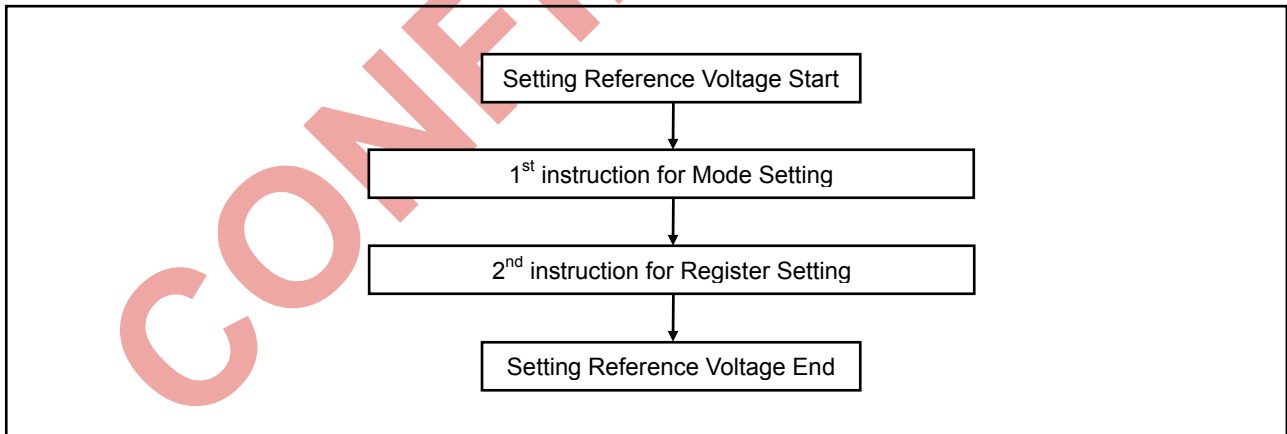 Setting Reference Voltage Start
1st instruction for Mode Setting
2nd instruction for Register Setting
Setting Reference Voltage End